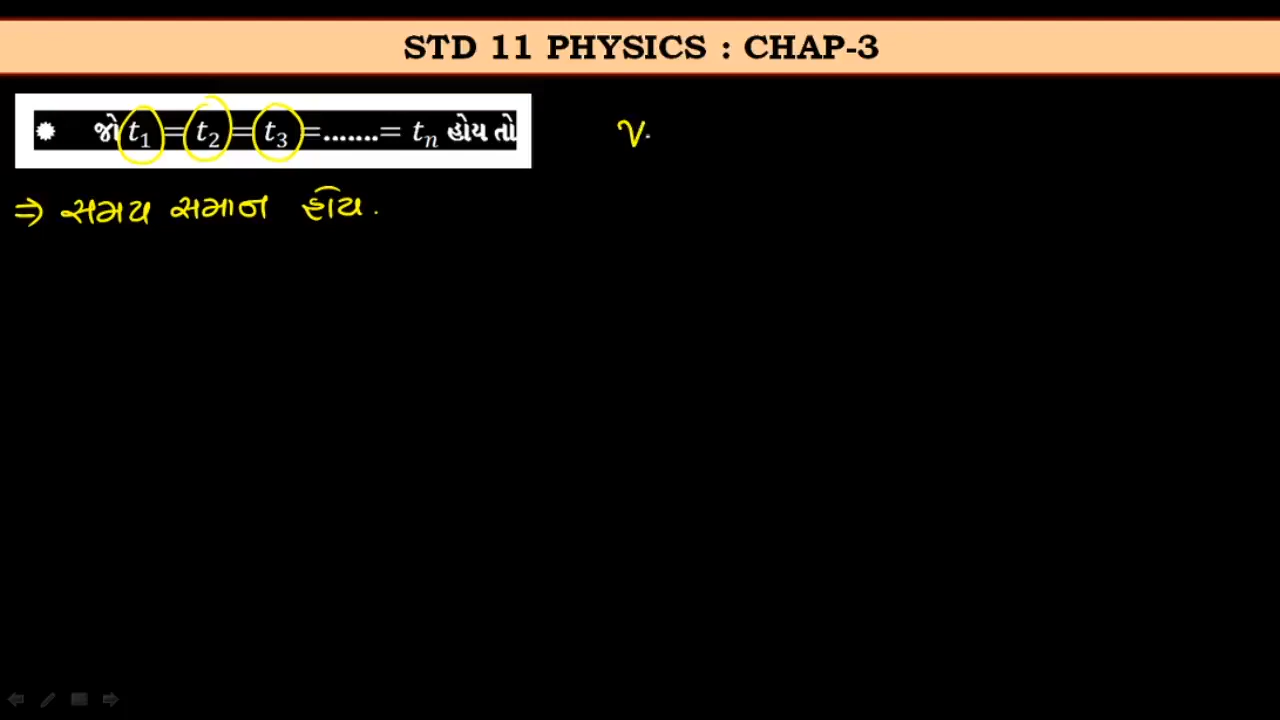 STD 11 PHYSICS : CHAP-3
✹ જો t₁ = t₂ = t₃ = ....... = tₙ હોય તો
v.
⇒ સમય સમાન હોય.